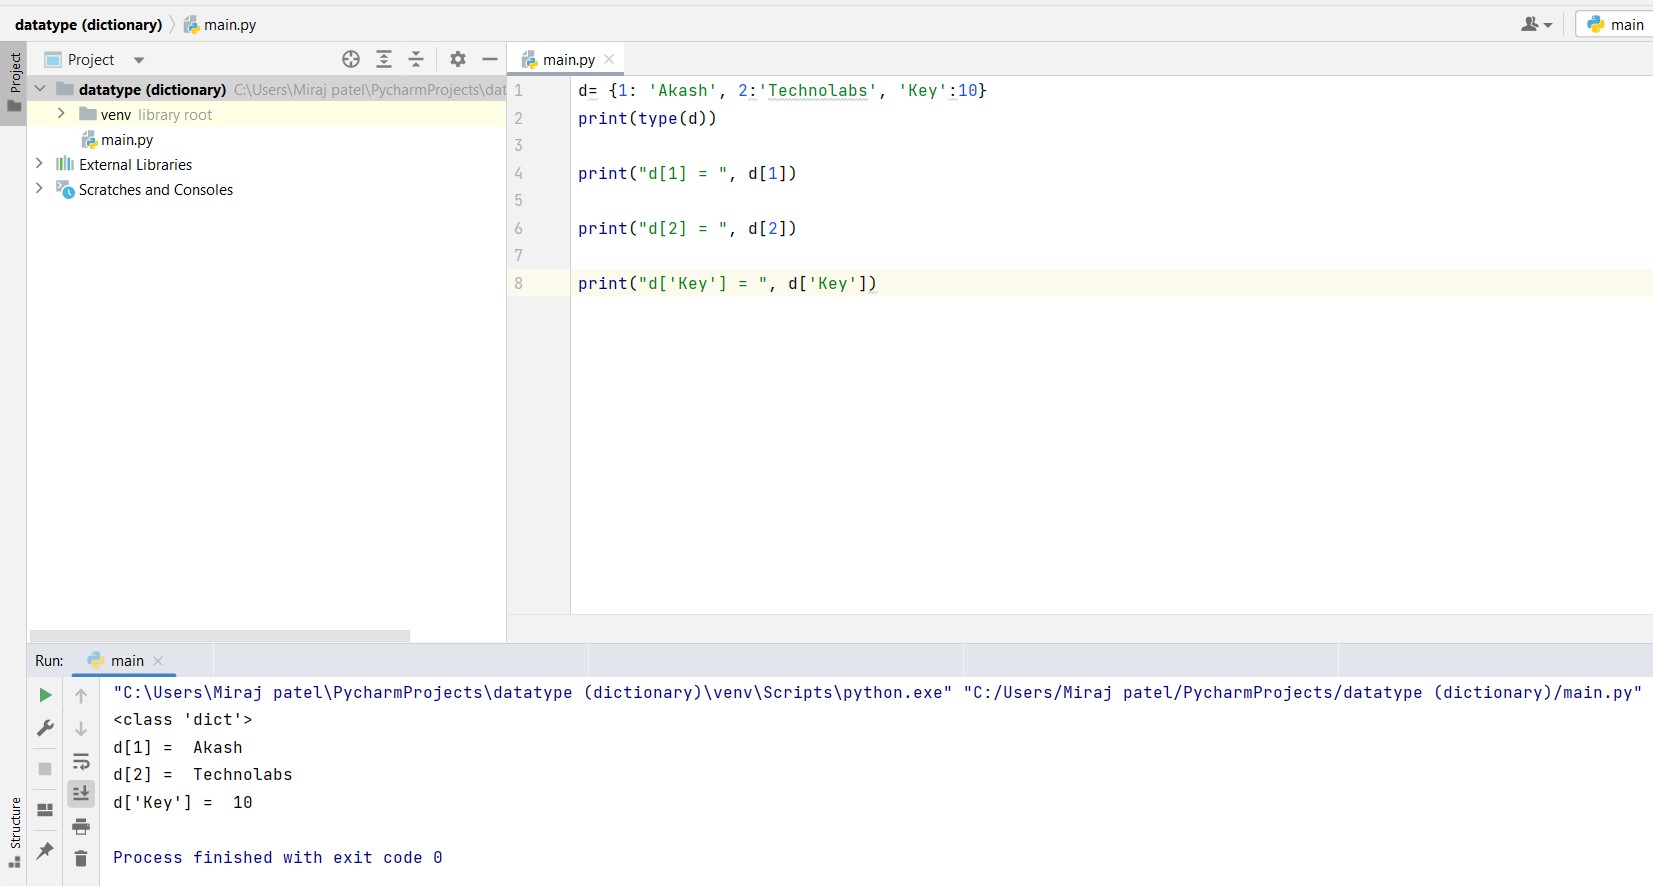 datatype (dictionary) main.py
main
Project
Project
main.py
datatype (dictionary) C:\Users\Miraj patel\PycharmProjects\dat
venv library root
main.py
External Libraries
Scratches and Consoles
1 d= {1: 'Akash', 2:'Technolabs', 'Key':10}
2 print(type(d))
3
4 print("d[1] = ", d[1])
5
6 print("d[2] = ", d[2])
7
8 print("d['Key'] = ", d['Key'])
Run: main
"C:\Users\Miraj patel\PycharmProjects\datatype (dictionary)\venv\Scripts\python.exe" "C:/Users/Miraj patel/PycharmProjects/datatype (dictionary)/main.py"
<class 'dict'>
d[1] =  Akash
d[2] =  Technolabs
d['Key'] =  10
Process finished with exit code 0
Structure